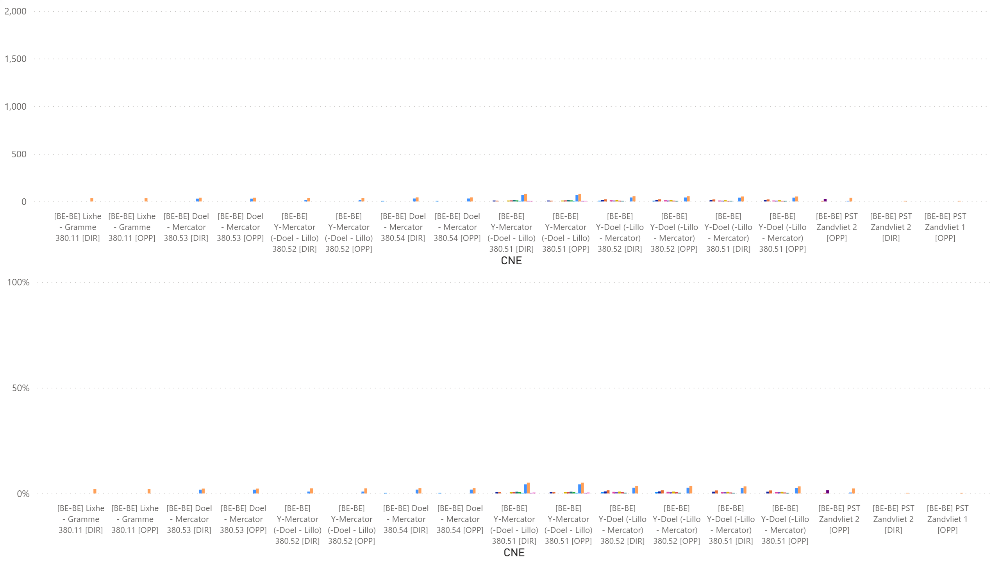 2,000
1,500
1,000
500
0
[BE-BE] Lixhe
- Gramme
380.11 [DIR]
[BE-BE] Lixhe
- Gramme
380.11 [OPP]
[BE-BE] Doel
- Mercator
380.53 [DIR]
[BE-BE] Doel
- Mercator
380.53 [OPP]
[BE-BE]
Y-Mercator
(-Doel - Lillo)
380.52 [DIR]
[BE-BE]
Y-Mercator
(-Doel - Lillo)
380.52 [OPP]
[BE-BE] Doel
- Mercator
380.54 [DIR]
[BE-BE] Doel
- Mercator
380.54 [OPP]
[BE-BE]
Y-Mercator
(-Doel - Lillo)
380.51 [DIR]
[BE-BE]
Y-Mercator
(-Doel - Lillo)
380.51 [OPP]
[BE-BE]
Y-Doel (-Lillo
- Mercator)
380.52 [DIR]
[BE-BE]
Y-Doel (-Lillo
- Mercator)
380.52 [OPP]
[BE-BE]
Y-Doel (-Lillo
- Mercator)
380.51 [DIR]
[BE-BE]
Y-Doel (-Lillo
- Mercator)
380.51 [OPP]
[BE-BE] PST
Zandvliet 2
[OPP]
[BE-BE] PST
Zandvliet 2
[DIR]
[BE-BE] PST
Zandvliet 1
[OPP]
CNE
100%
50%
0%
[BE-BE] Lixhe
- Gramme
380.11 [DIR]
[BE-BE] Lixhe
- Gramme
380.11 [OPP]
[BE-BE] Doel
- Mercator
380.53 [DIR]
[BE-BE] Doel
- Mercator
380.53 [OPP]
[BE-BE]
Y-Mercator
(-Doel - Lillo)
380.52 [DIR]
[BE-BE]
Y-Mercator
(-Doel - Lillo)
380.52 [OPP]
[BE-BE] Doel
- Mercator
380.54 [DIR]
[BE-BE] Doel
- Mercator
380.54 [OPP]
[BE-BE]
Y-Mercator
(-Doel - Lillo)
380.51 [DIR]
[BE-BE]
Y-Mercator
(-Doel - Lillo)
380.51 [OPP]
[BE-BE]
Y-Doel (-Lillo
- Mercator)
380.52 [DIR]
[BE-BE]
Y-Doel (-Lillo
- Mercator)
380.52 [OPP]
[BE-BE]
Y-Doel (-Lillo
- Mercator)
380.51 [DIR]
[BE-BE]
Y-Doel (-Lillo
- Mercator)
380.51 [OPP]
[BE-BE] PST
Zandvliet 2
[OPP]
[BE-BE] PST
Zandvliet 2
[DIR]
[BE-BE] PST
Zandvliet 1
[OPP]
CNE